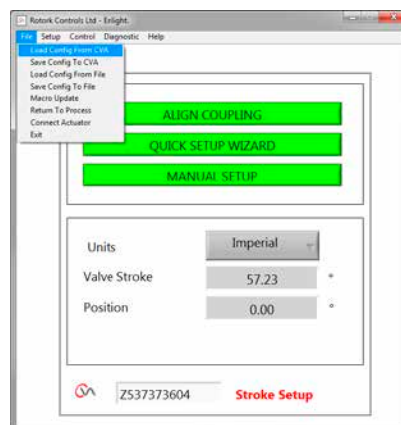 Rotork Controls Ltd - Enlight.
File Setup Control Diagnostic Help
Load Config From CVA
Save Config To CVA
Load Config From File
Save Config To File
Macro Update
Return To Process
Connect Actuator
Exit
ALIGN COUPLING
QUICK SETUP WIZARD
MANUAL SETUP
Units Imperial
Valve Stroke 57.23 °
Position 0.00 °
CVA Z537373604 Stroke Setup